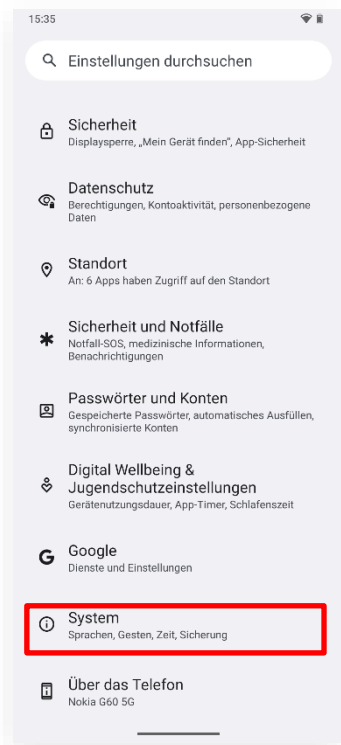 15:35
Einstellungen durchsuchen
Sicherheit
Displaysperre, „Mein Gerät finden“, App-Sicherheit
Datenschutz
Berechtigungen, Kontoaktivität, personenbezogene
Daten
Standort
An: 6 Apps haben Zugriff auf den Standort
Sicherheit und Notfälle
Notfall-SOS, medizinische Informationen,
Benachrichtigungen
Passwörter und Konten
Gespeicherte Passwörter, automatisches Ausfüllen,
synchronisierte Konten
Digital Wellbeing &
Jugendschutzeinstellungen
Gerätenutzungsdauer, App-Timer, Schlafenszeit
Google
Dienste und Einstellungen
System
Sprachen, Gesten, Zeit, Sicherung
Über das Telefon
Nokia G60 5G